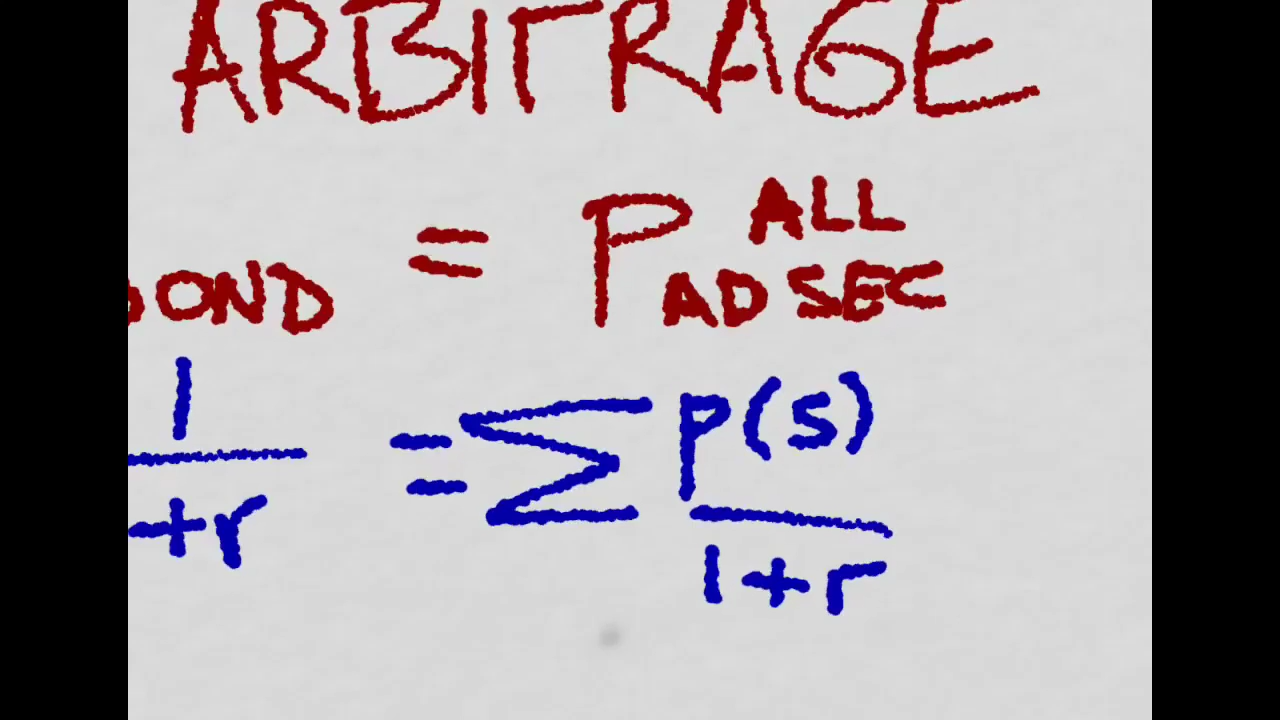 ARBITRAGE
OND = P ALL AD SEC
1/+r = Σ p(s)/1+r